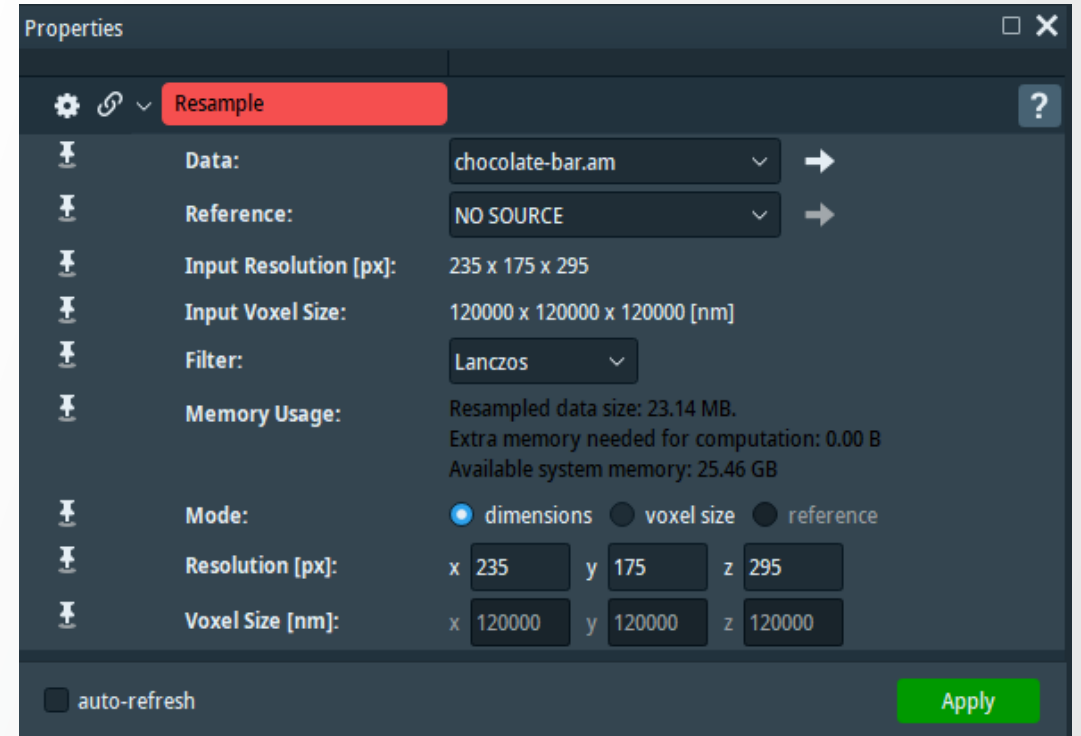 Properties
Resample
?
Data: chocolate-bar.am
Reference: NO SOURCE
Input Resolution [px]: 235 x 175 x 295
Input Voxel Size: 120000 x 120000 x 120000 [nm]
Filter: Lanczos
Memory Usage: Resampled data size: 23.14 MB.
Extra memory needed for computation: 0.00 B
Available system memory: 25.46 GB
Mode: dimensions voxel size reference
Resolution [px]: x 235 y 175 z 295
Voxel Size [nm]: x 120000 y 120000 z 120000
auto-refresh Apply